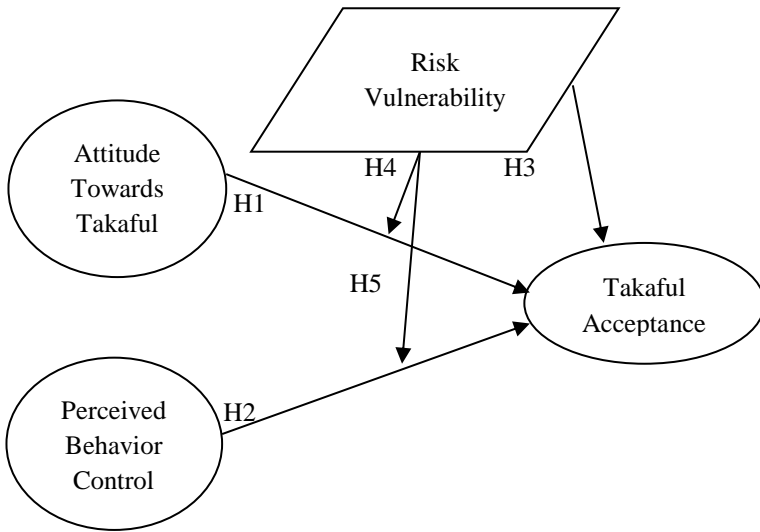 Risk
Vulnerability
Attitude
Towards
Takaful
H4
H3
H1
H5
Takaful
Acceptance
Perceived
Behavior
Control
H2